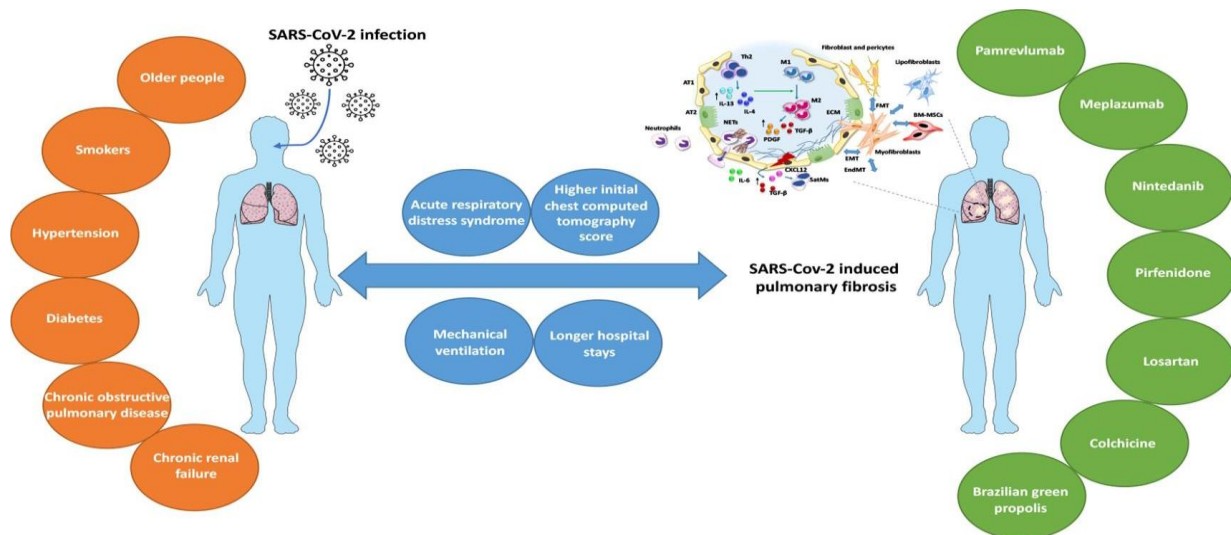 SARS-CoV-2 infection
Older people
Smokers
Hypertension
Diabetes
Chronic obstructive
pulmonary disease
Chronic renal
failure
Acute respiratory
distress syndrome
Higher initial
chest computed
tomography
score
Mechanical
ventilation
Longer hospital
stays
Fibroblast and pericytes
Lipofibroblasts
Th2
M1
AT1
IL-13
IL-4
M2
AT2
ECM
FMT
BM-MSCs
NETs
Neutrophils
PDGF
TGF-β
Myofibroblasts
EMT
EndMT
CXCL12
IL-6
TGF-β
SatMs
SARS-Cov-2 induced
pulmonary fibrosis
Pamrevlumab
Meplazumab
Nintedanib
Pirfenidone
Losartan
Colchicine
Brazilian green
propolis